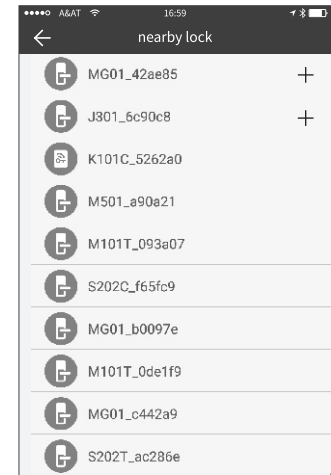 A&AT 16:59
nearby lock
MG01_42ae85 +
J301_6c90c8 +
K101C_5262a0
M501_a90a21
M101T_093a07
S202C_f65fc9
MG01_b0097e
M101T_0de1f9
MG01_c442a9
S202T_ac286e